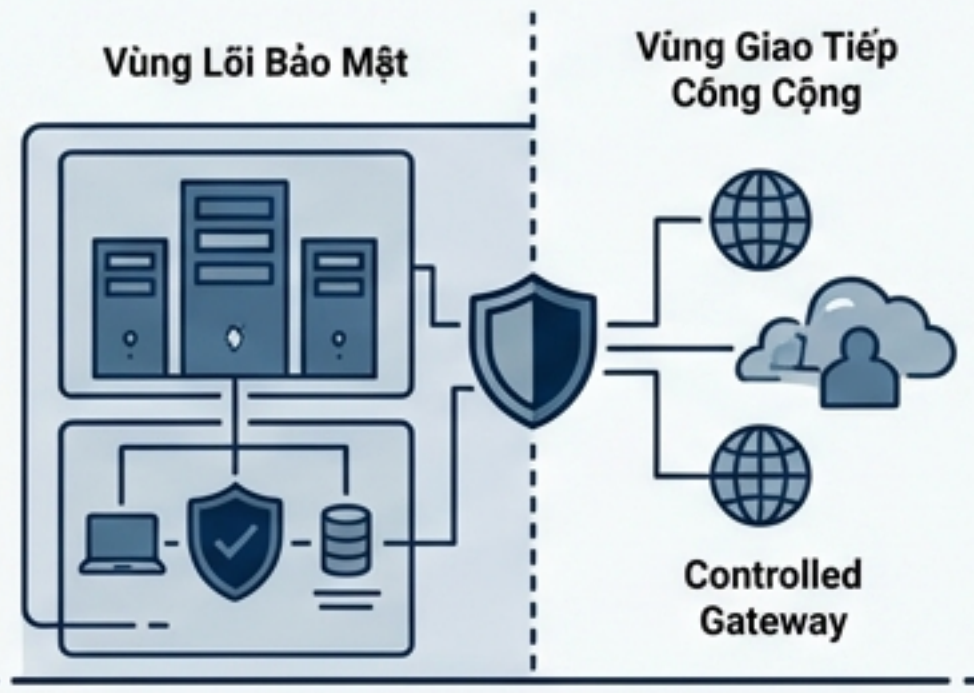 Vùng Lõi Bảo Mật
Vùng Giao Tiếp
Công Cộng
Controlled
Gateway